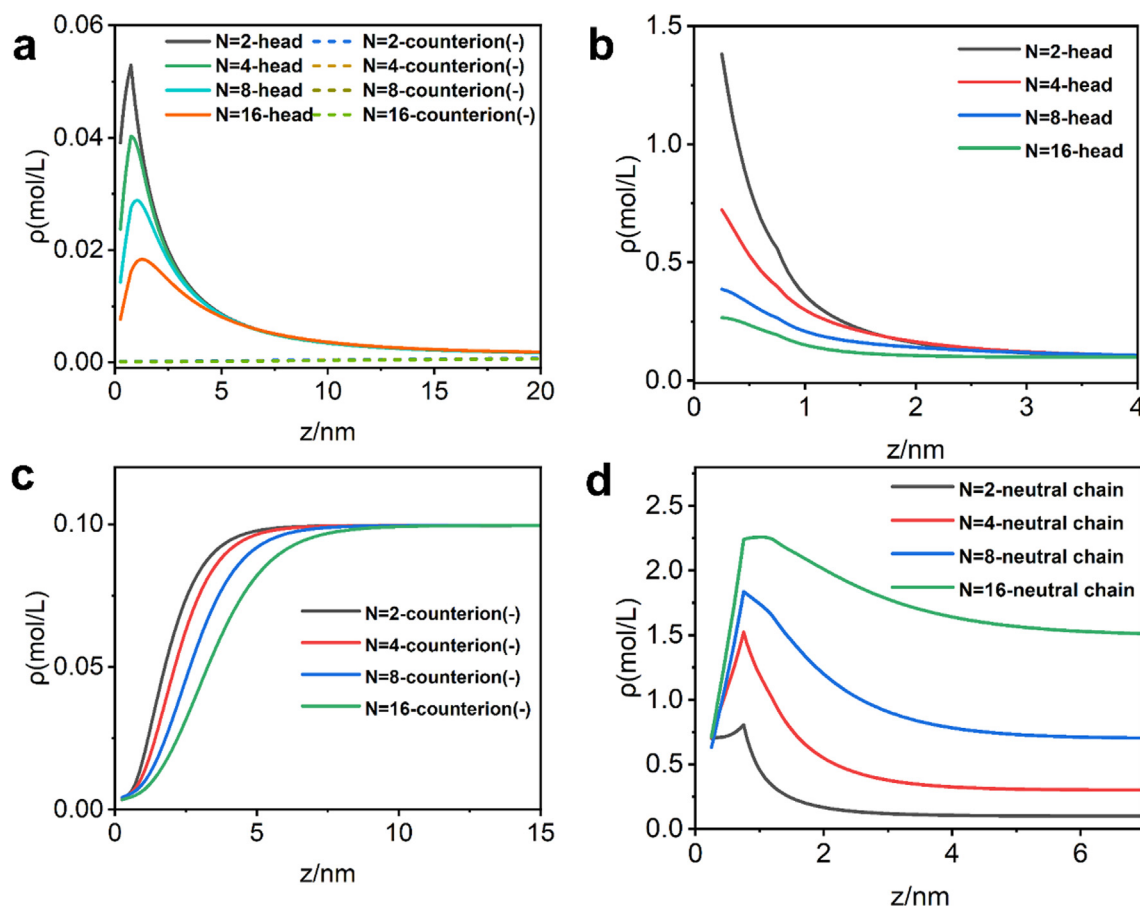 a
0.06
0.04
0.02
0.00
ρ(mol/L)
N=2-head
N=4-head
N=8-head
N=16-head
N=2-counterion(-)
N=4-counterion(-)
N=8-counterion(-)
N=16-counterion(-)
0 5 10 15 20
z/nm
b
1.5
1.0
0.5
0.0
ρ(mol/L)
N=2-head
N=4-head
N=8-head
N=16-head
0 1 2 3 4
z/nm
c
0.10
0.05
0.00
ρ(mol/L)
N=2-counterion(-)
N=4-counterion(-)
N=8-counterion(-)
N=16-counterion(-)
0 5 10 15
z/nm
d
2.5
2.0
1.5
1.0
0.5
0.0
ρ(mol/L)
N=2-neutral chain
N=4-neutral chain
N=8-neutral chain
N=16-neutral chain
0 2 4 6
z/nm